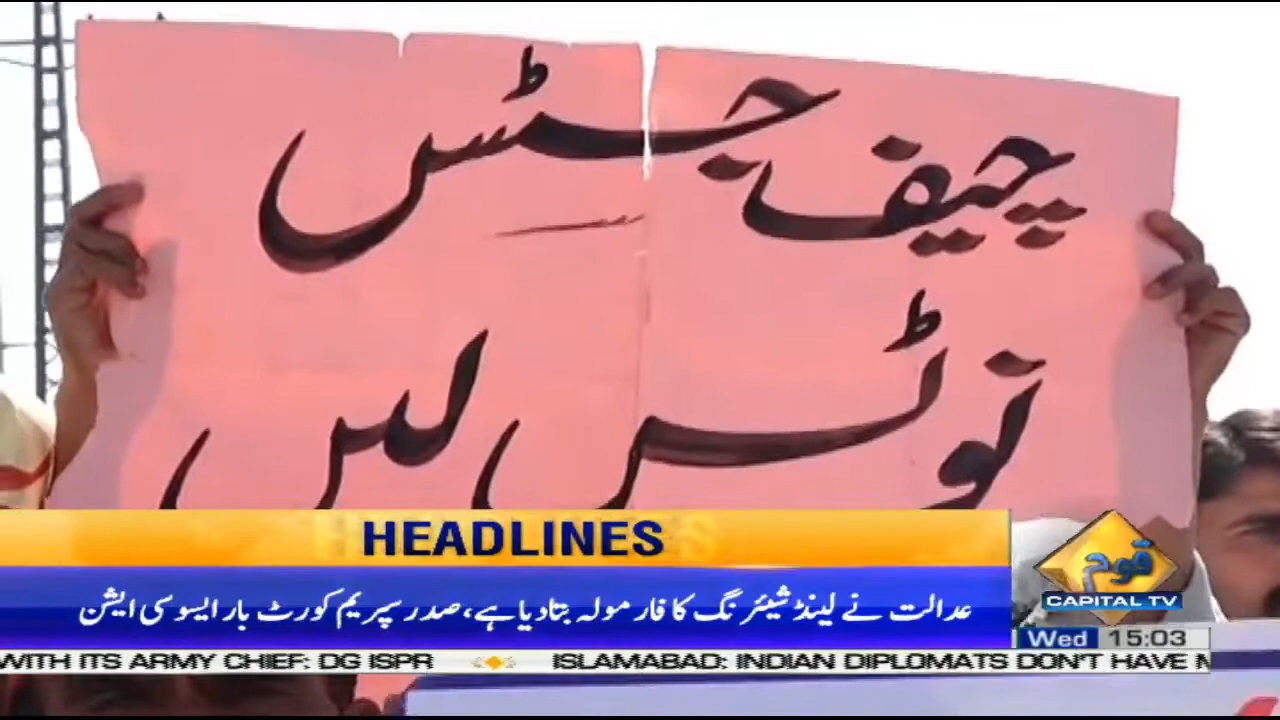 چیف جسٹس
نوٹس لیں
HEADLINES
عدالت نے لینڈ شیئرنگ کا فارمولہ بتادیا ہے، صدر سپریم کورٹ بار ایسوسی ایشن
قوم
CAPITAL TV
Wed 15:03
WITH ITS ARMY CHIEF: DG ISPR ISLAMABAD: INDIAN DIPLOMATS DON'T HAVE